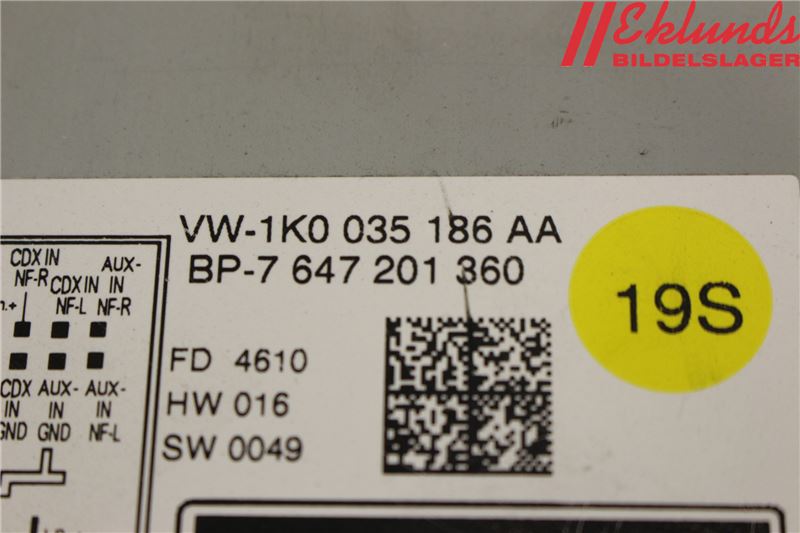 Eklunds
BILDELSLAGER
VW-1K0 035 186 AA
BP-7 647 201 360
19S
CDX IN
NF-R
CDX IN
NF-L
AUX-
IN
NF-R
FD 4610
HW 016
SW 0049
CDX
IN
GND
AUX-
IN
GND
AUX-
IN
NF-L